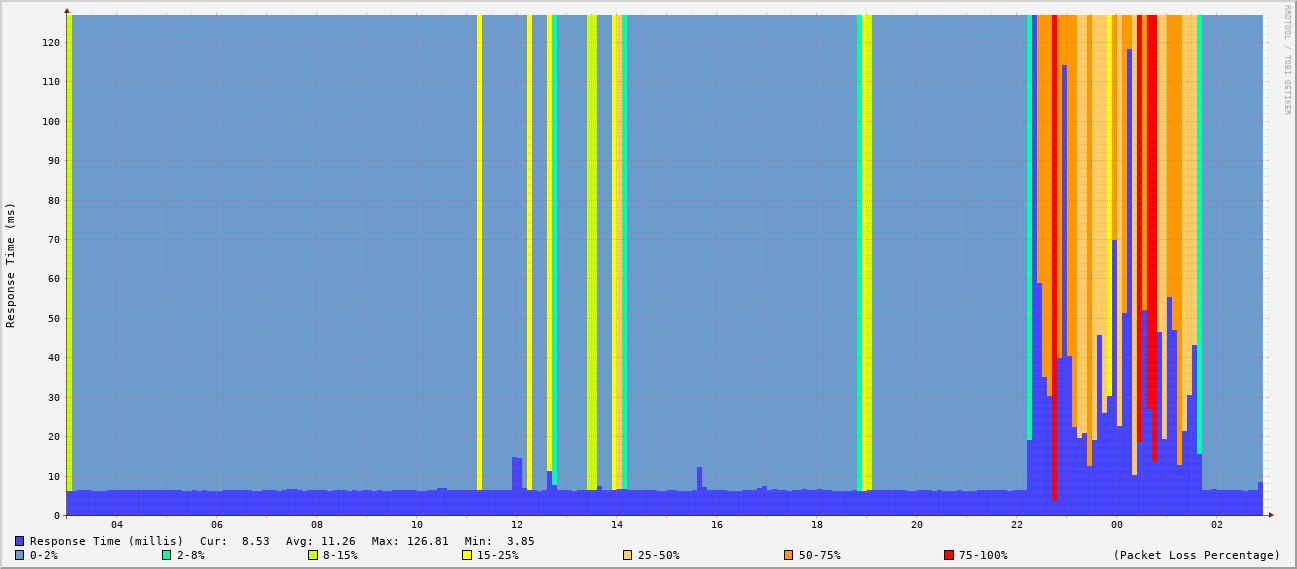 RRDTOOL / TOBI OETIKER
Response Time (ms)
120
110
100
90
80
70
60
50
40
30
20
10
0
04 06 08 10 12 14 16 18 20 22 00 02
Response Time (millis) Cur: 8.53 Avg: 11.26 Max: 126.81 Min: 3.85
0-2% 2-8% 8-15% 15-25% 25-50% 50-75% 75-100% (Packet Loss Percentage)